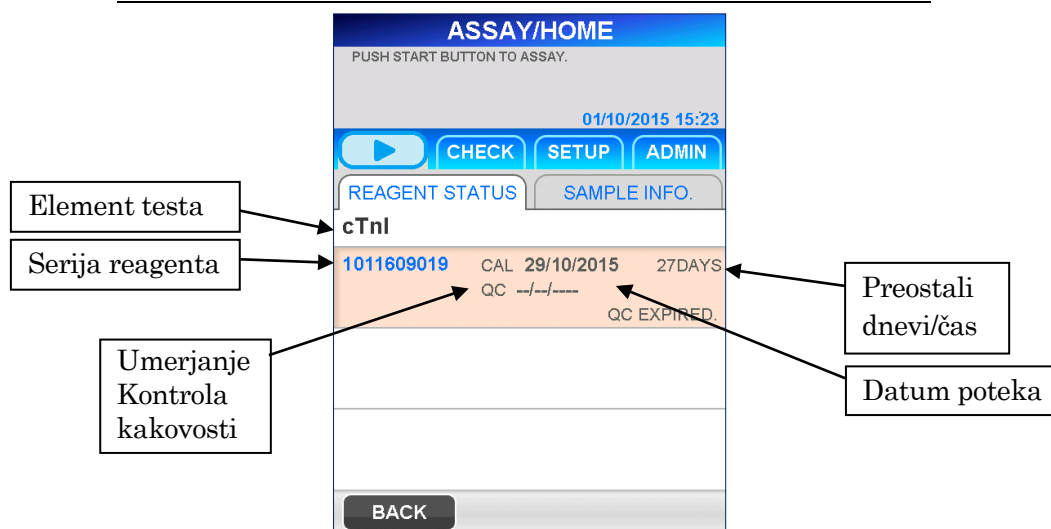 ASSAY/HOME
PUSH START BUTTON TO ASSAY.
01/10/2015 15:23
CHECK SETUP ADMIN
REAGENT STATUS SAMPLE INFO.
Element testa
cTnI
Serija reagenta
1011609019 CAL 29/10/2015 27DAYS
QC --/--/----
QC EXPIRED.
Preostali
dnevi/čas
Umerjanje
Kontrola
kakovosti
Datum poteka
BACK